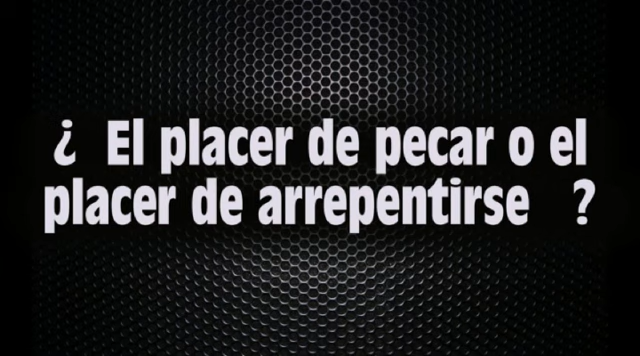 ¿ El placer de pecar o el
placer de arrepentirse ?